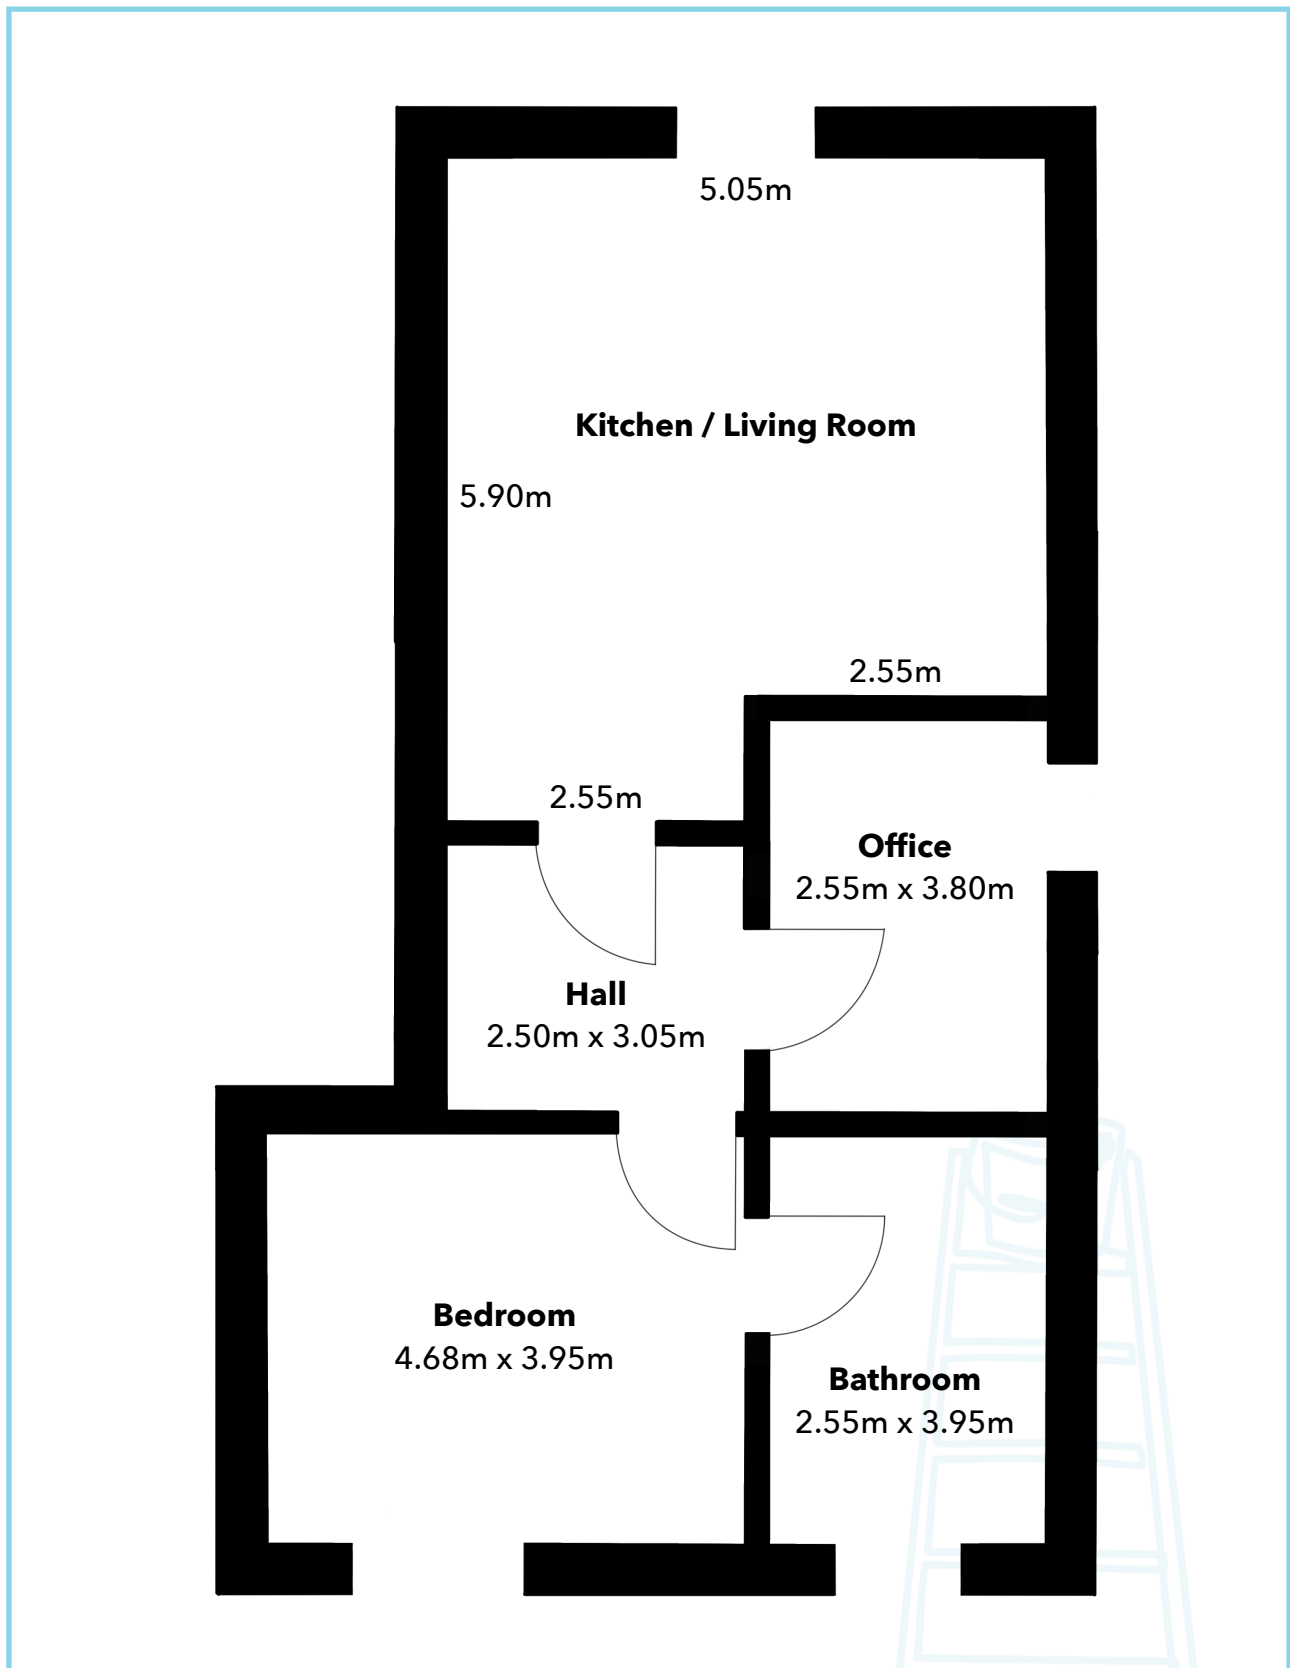 5.05m
Kitchen / Living Room
5.90m
2.55m
2.55m
Office
2.55m x 3.80m
Hall
2.50m x 3.05m
Bedroom
4.68m x 3.95m
Bathroom
2.55m x 3.95m